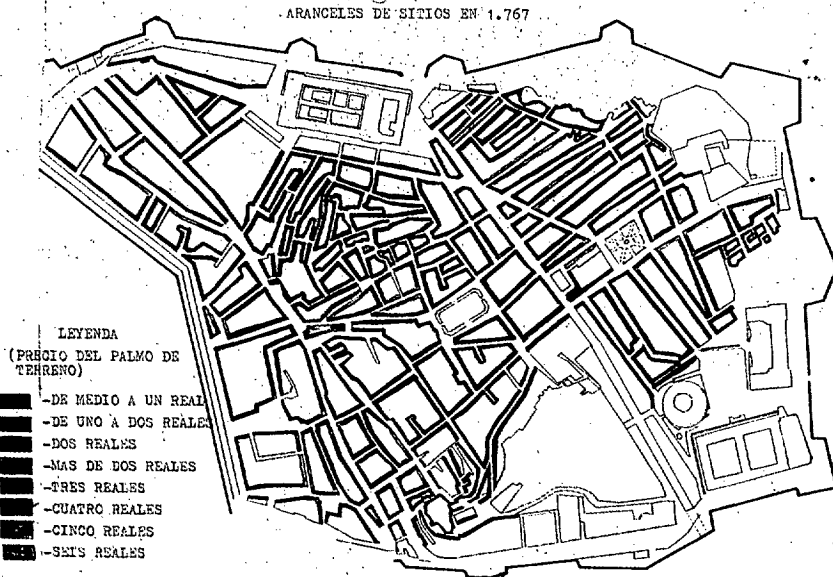 ARANCELES DE SITIOS EN 1.767
LEYENDA
(PRECIO DEL PALMO DE
TERRENO)
-DE MEDIO A UN REAL
-DE UNO A DOS REALES
-DOS REALES
-MAS DE DOS REALES
-TRES REALES
-CUATRO REALES
-CINCO REALES
-SEIS REALES